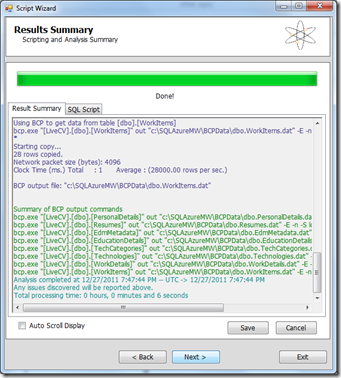 Script Wizard
Results Summary
Scripting and Analysis Summary
Done!
Result Summary
SQL Script
Using BCP to get data from table [dbo].[WorkItems]
bcp.exe "[LiveCV].[dbo].[WorkItems]" out "c:\SQLAzureMW\BCPData\dbo.WorkItems.dat" -E -n
*
Starting copy...
28 rows copied.
Network packet size (bytes): 4096
Clock Time (ms.) Total : 1 Average : (28000.00 rows per sec.)
BCP output file: "c:\SQLAzureMW\BCPData\dbo.WorkItems.dat"
Summary of BCP output commands
bcp.exe "[LiveCV].[dbo].[PersonalDetails]" out "c:\SQLAzureMW\BCPData\dbo.PersonalDetails.da
bcp.exe "[LiveCV].[dbo].[Resumes]" out "c:\SQLAzureMW\BCPData\dbo.Resumes.dat" -E -n -S
bcp.exe "[LiveCV].[dbo].[EdmMetadata]" out "c:\SQLAzureMW\BCPData\dbo.EdmMetadata.dat"
bcp.exe "[LiveCV].[dbo].[EducationDetails]" out "c:\SQLAzureMW\BCPData\dbo.EducationDetails
bcp.exe "[LiveCV].[dbo].[TechCategories]" out "c:\SQLAzureMW\BCPData\dbo.TechCategories.
bcp.exe "[LiveCV].[dbo].[Technologies]" out "c:\SQLAzureMW\BCPData\dbo.Technologies.dat" -
bcp.exe "[LiveCV].[dbo].[WorkDetails]" out "c:\SQLAzureMW\BCPData\dbo.WorkDetails.dat" -E
bcp.exe "[LiveCV].[dbo].[WorkItems]" out "c:\SQLAzureMW\BCPData\dbo.WorkItems.dat" -E -n
Analysis completed at 12/27/2011 7:47:44 PM -- UTC -> 12/27/2011 7:47:44 PM
Any issues discovered will be reported above.
Total processing time: 0 hours, 0 minutes and 6 seconds
Auto Scroll Display
Save
Cancel
< Back
Next >
Exit